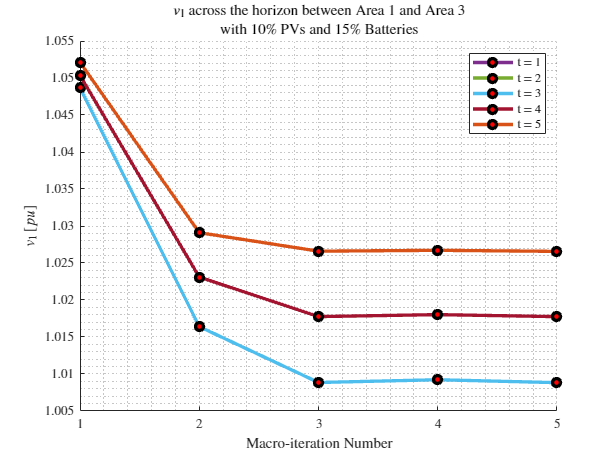 v₁ across the horizon between Area 1 and Area 3
with 10% PVs and 15% Batteries
1.055
1.05
1.045
1.04
1.035
1.03
1.025
1.02
1.015
1.01
1.005
v₁ [pu]
t = 1
t = 2
t = 3
t = 4
t = 5
1 2 3 4 5
Macro-iteration Number